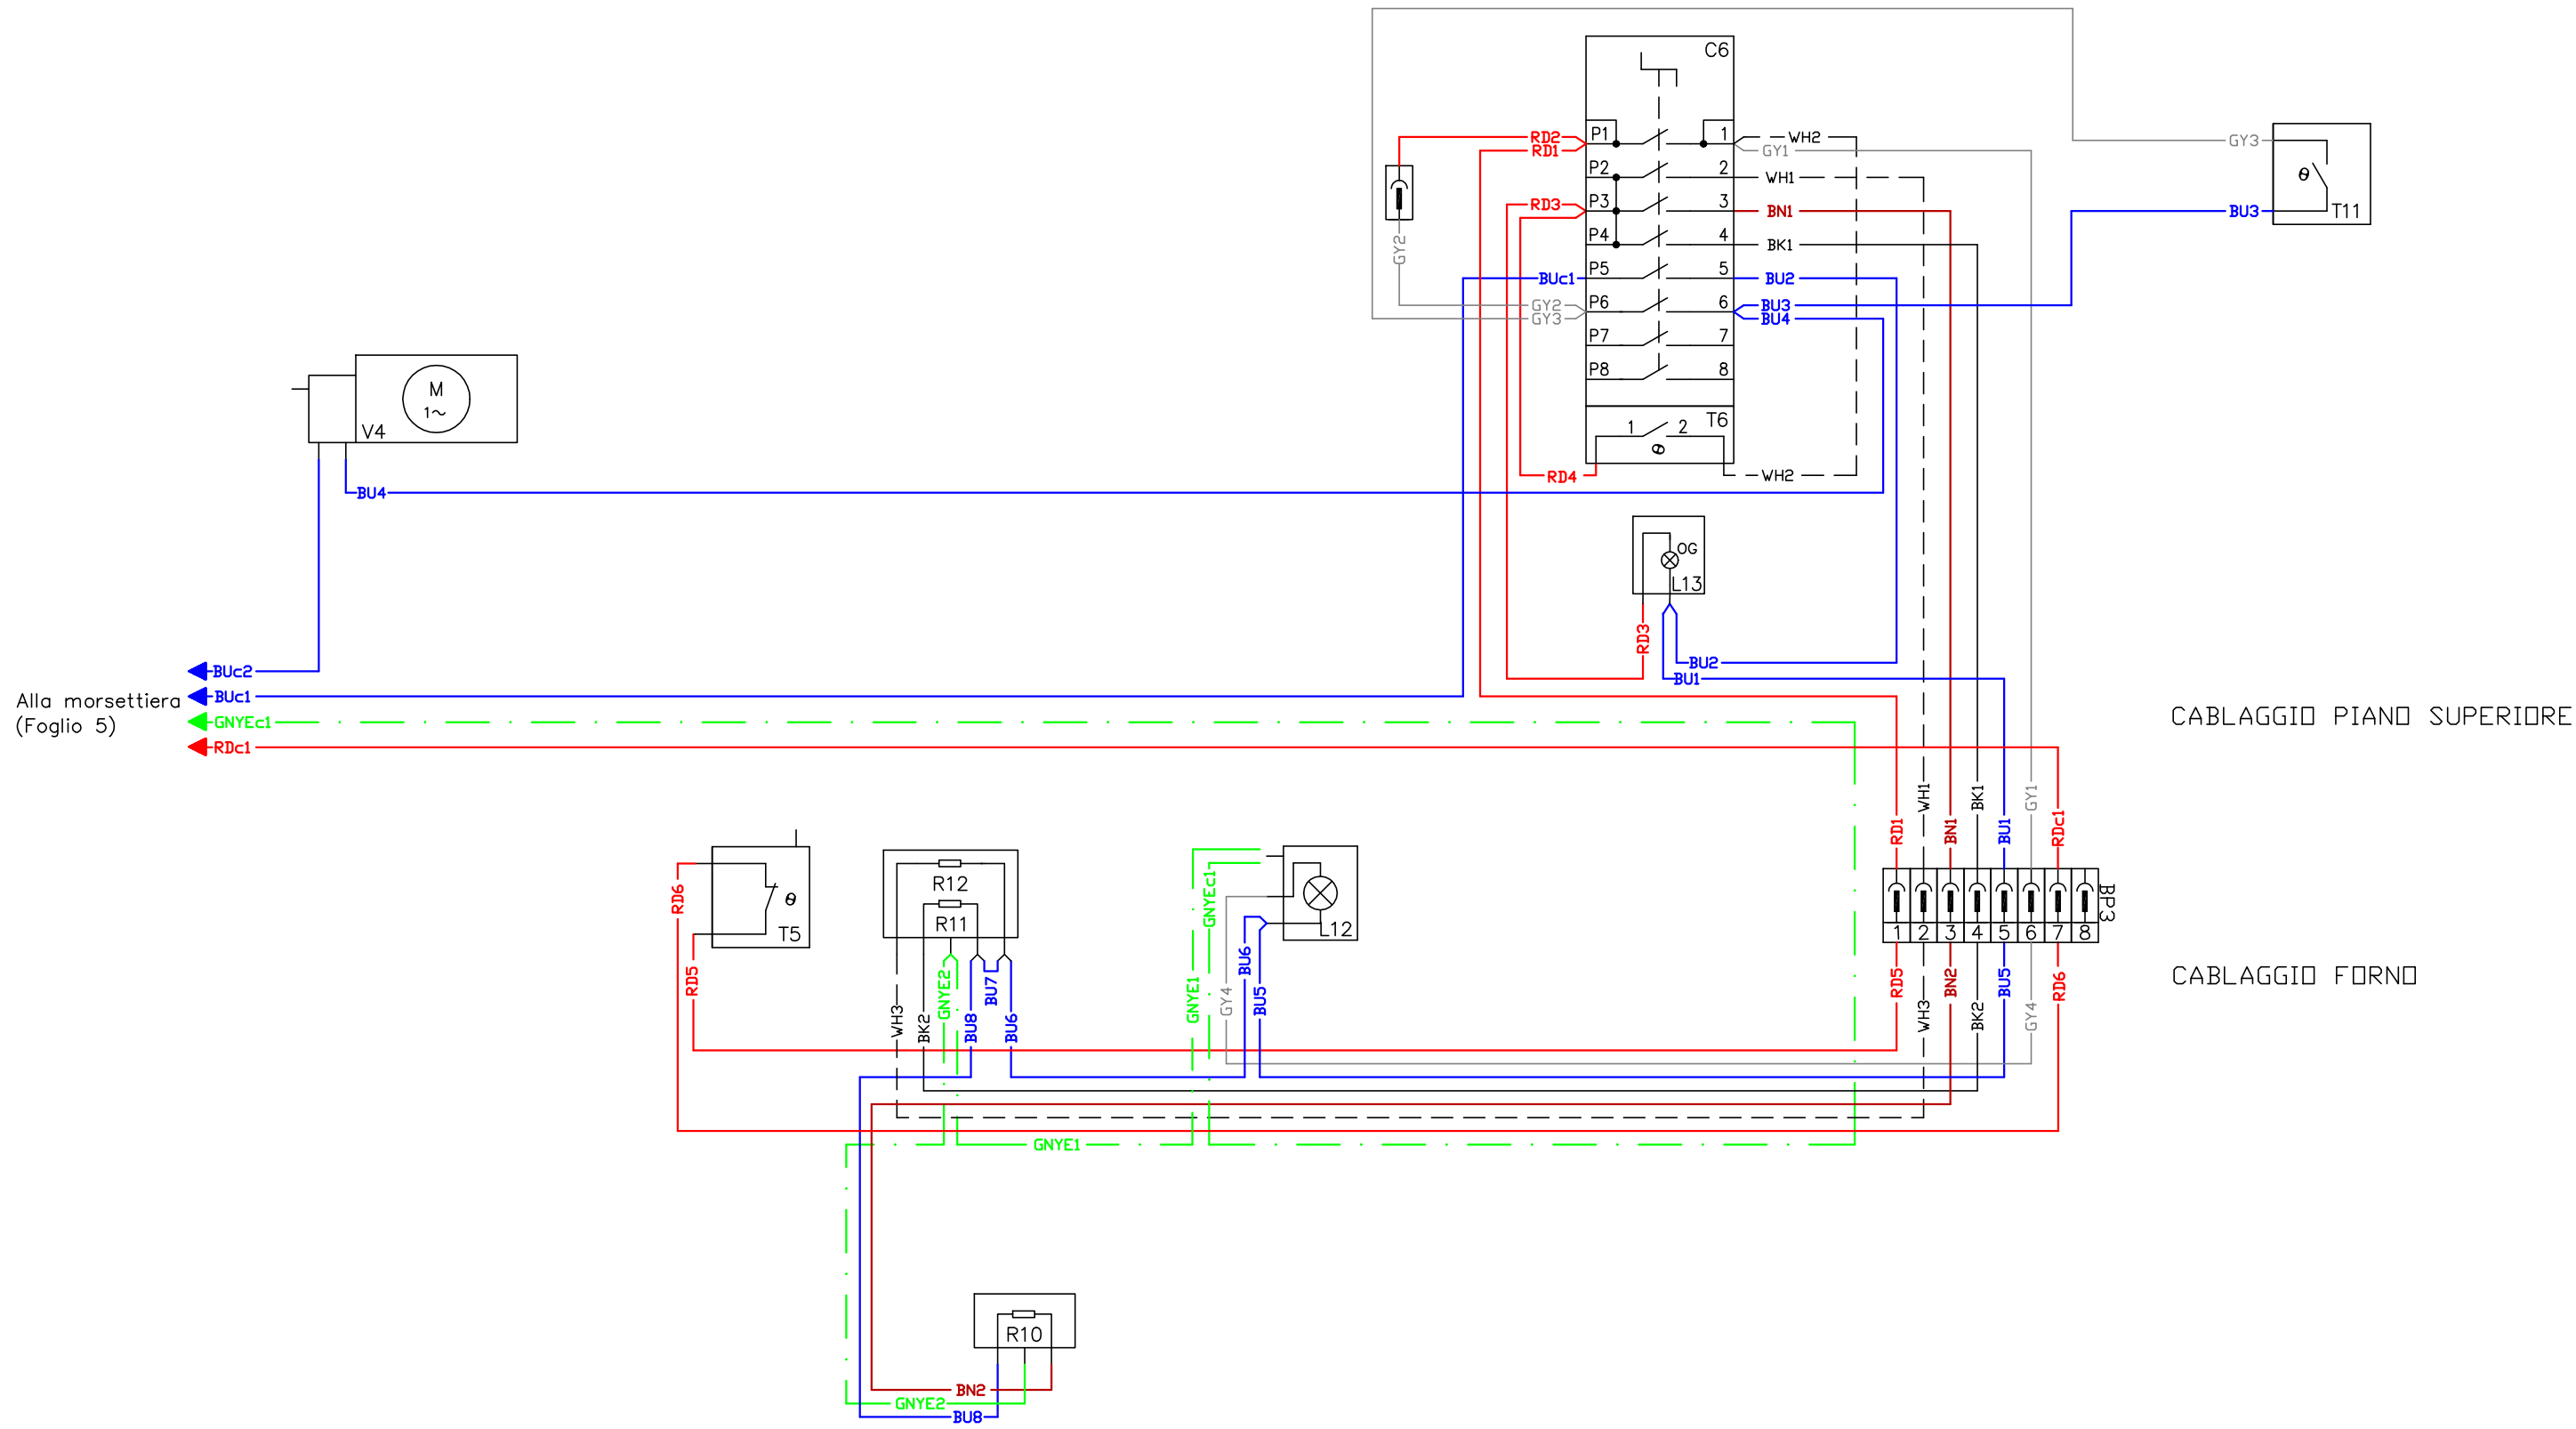 C6
P1 1
P2 2
P3 3
P4 4
P5 5
P6 6
P7 7
P8 8
T6
1 2
θ
RD2
RD1
RD3
BUc1
GY2
GY3
GY2
RD4
WH2
GY1
WH1
BN1
BK1
BU2
BU3
BU4
WH2
GY3
BU3
θ
T11
M
1~
V4
BU4
OG
L13
RD3
BU2
BU1
BUc2
BUc1
GNYEc1
RDc1
Alla morsettiera
(Foglio 5)
CABLAGGIO PIANO SUPERIORE
RD1
WH1
BN1
BK1
BU1
GY1
RDc1
1 2 3 4 5 6 7 8
BP3
RD5
WH3
BN2
BK2
BU5
GY4
RD6
CABLAGGIO FORNO
θ
T5
RD6
RD5
R12
R11
WH3
BK2
GNYE2
BU8
BU7
BU6
L12
GNYEc1
GNYE1
GY4
BU6
BU5
GNYE1
R10
BN2
GNYE2
BU8